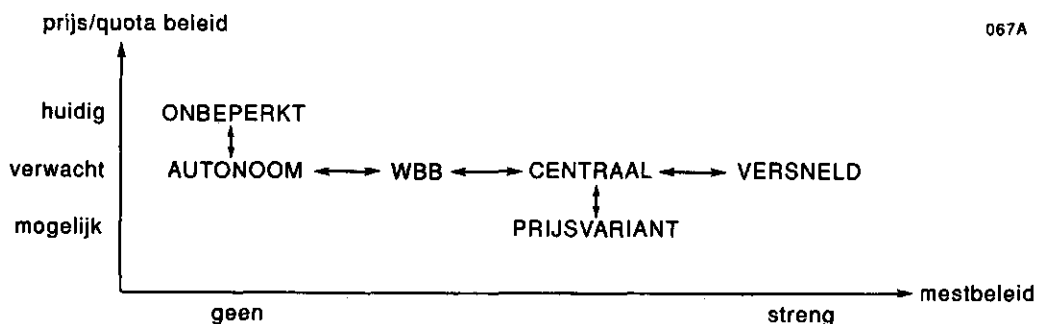 prijs/quota beleid
067A
huidig ONBEPERKT
verwacht AUTONOOM WBB CENTRAAL VERSNELD
mogelijk PRIJSVARIANT
mestbeleid
geen streng